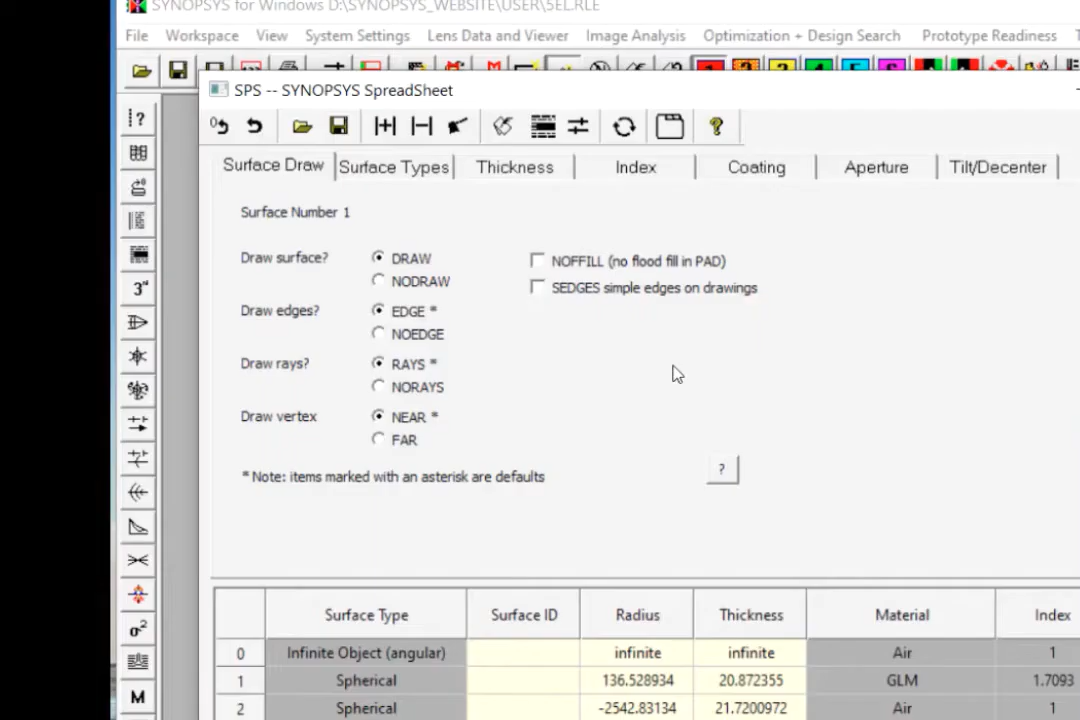 SYNOPSYS for Windows D:\SYNOPSYS_WEBSITE\USER\5EL.RLE
File Workspace View System Settings Lens Data and Viewer Image Analysis Optimization + Design Search Prototype Readiness
SPS -- SYNOPSYS SpreadSheet
Surface Draw Surface Types Thickness Index Coating Aperture Tilt/Decenter
Surface Number 1
Draw surface? DRAW NOFFILL (no flood fill in PAD)
NODRAW SEDGES simple edges on drawings
Draw edges? EDGE *
NOEDGE
Draw rays? RAYS *
NORAYS
Draw vertex NEAR *
FAR
* Note: items marked with an asterisk are defaults ?
Surface Type Surface ID Radius Thickness Material Index
0 Infinite Object (angular) infinite infinite Air 1
1 Spherical 136.528934 20.872355 GLM 1.7093
2 Spherical -2542.83134 21.7200972 Air 1
3"
σ²
M